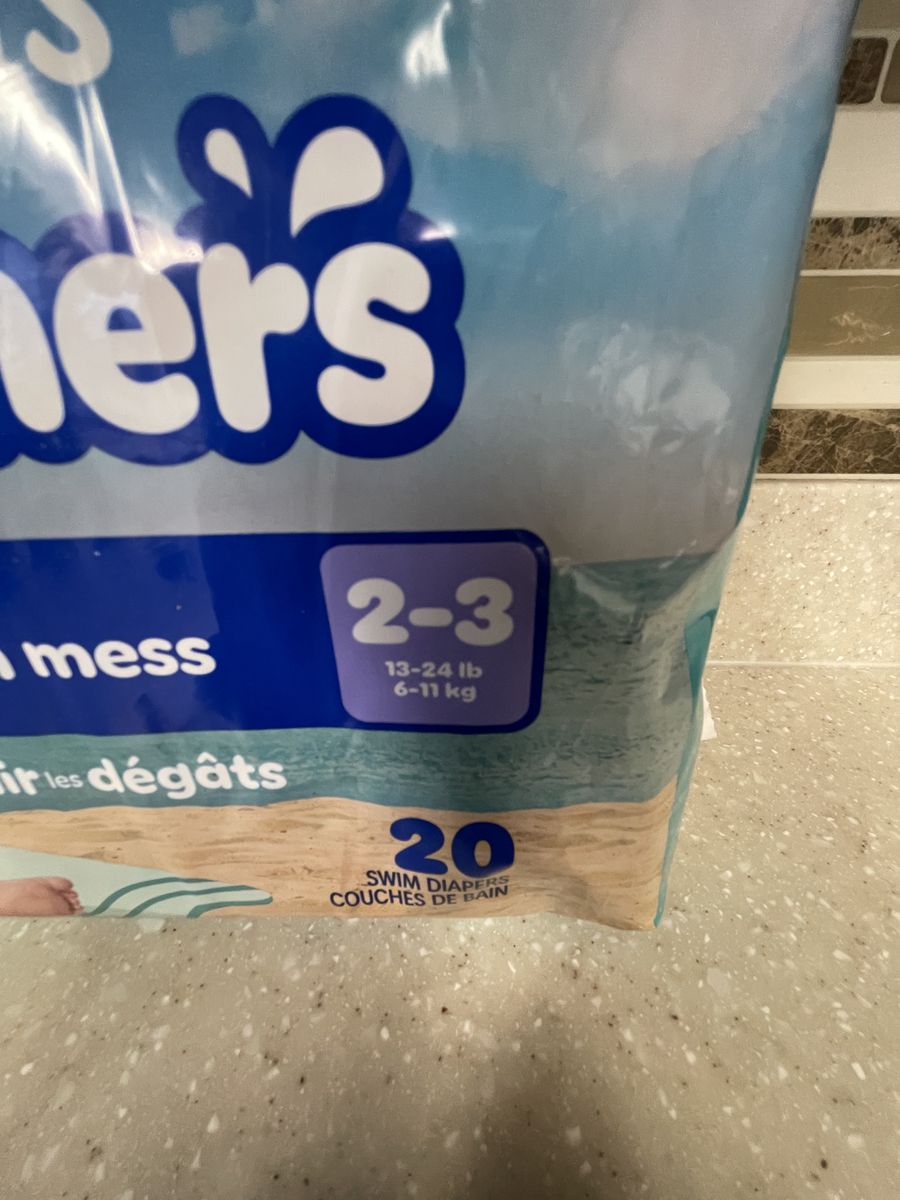 s
ners
2-3
13-24 lb
6-11 kg
mess
les dégâts
20
SWIM DIAPERS
COUCHES DE BAIN